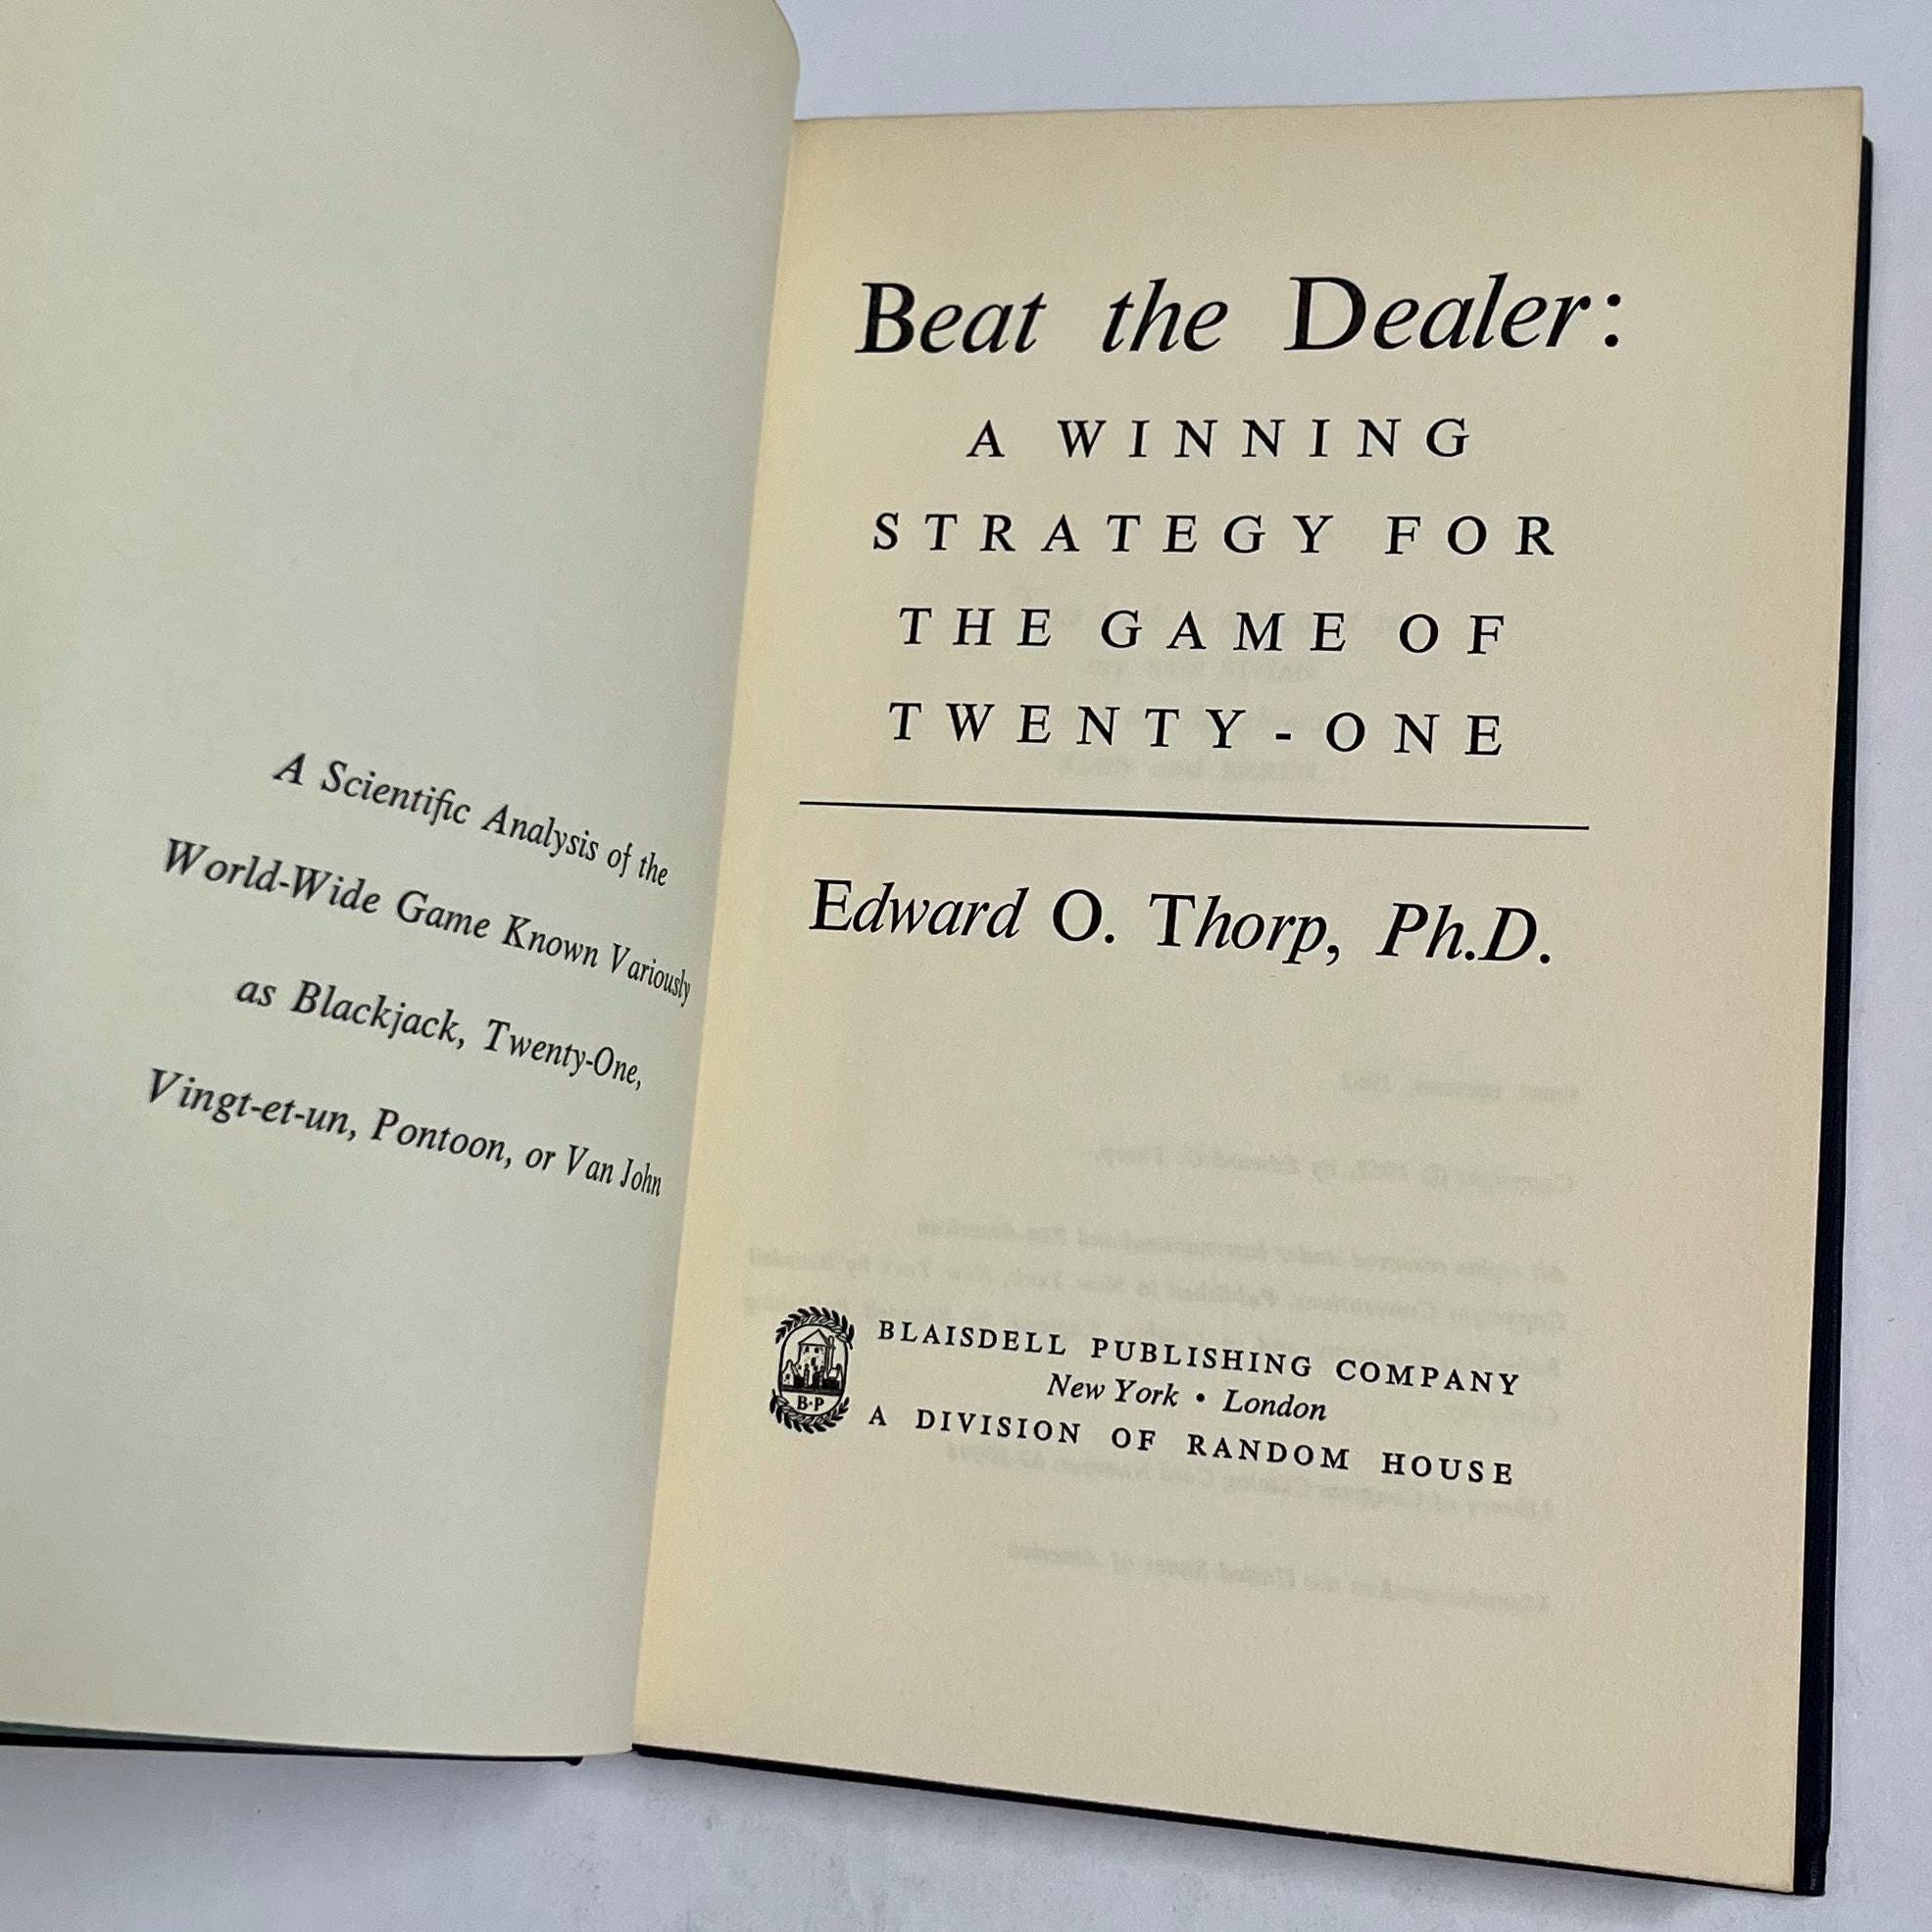 A Scientific Analysis of the
World-Wide Game Known Variously
as Blackjack, Twenty-One,
Vingt-et-un, Pontoon, or Van John
Beat the Dealer:
A WINNING
STRATEGY FOR
THE GAME OF
TWENTY-ONE
Edward O. Thorp, Ph.D.
B·P
BLAISDELL PUBLISHING COMPANY
New York • London
A DIVISION OF RANDOM HOUSE